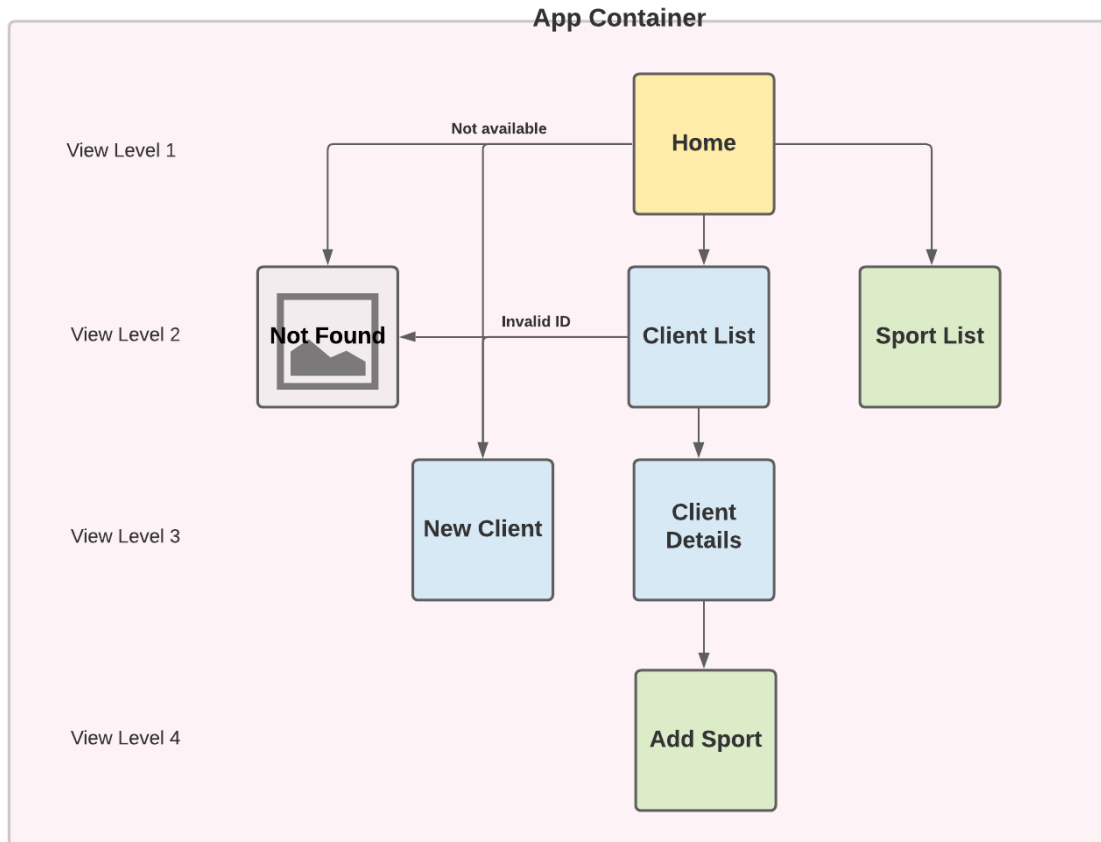 App Container
Home
Not available
View Level 1
Not Found
Invalid ID
Client List
Sport List
View Level 2
New Client
Client
Details
View Level 3
Add Sport
View Level 4